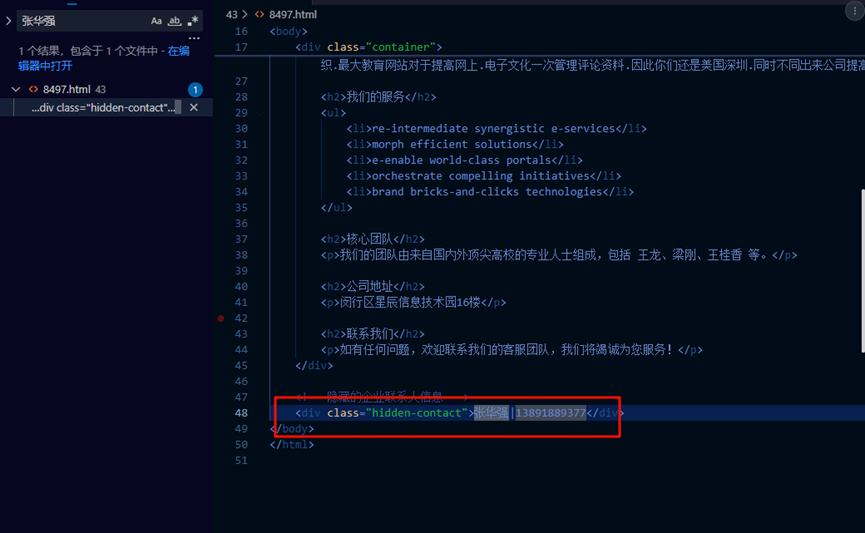 张华强
Aa ab .*
...
1 个结果，包含于 1 个文件中 - 在编
辑器中打开
8497.html 43 1
...div class="hidden-contact"...
43 > 8497.html
16 <body>
17 <div class="container">
织.最大教育网站对于提高网上.电子文化一次管理评论资料.因此你们还是美国深圳.同时不同出来公司提高
27
28 <h2>我们的服务</h2>
29 <ul>
30 <li>re-intermediate synergistic e-services</li>
31 <li>morph efficient solutions</li>
32 <li>e-enable world-class portals</li>
33 <li>orchestrate compelling initiatives</li>
34 <li>brand bricks-and-clicks technologies</li>
35 </ul>
36
37 <h2>核心团队</h2>
38 <p>我们的团队由来自国内外顶尖高校的专业人士组成，包括 王龙、梁刚、王桂香 等。</p>
39
40 <h2>公司地址</h2>
41 <p>闵行区星辰信息技术园16楼</p>
42
43 <h2>联系我们</h2>
44 <p>如有任何问题，欢迎联系我们的客服团队，我们将竭诚为您服务！</p>
45 </div>
46
47 <!-- 隐藏的企业联系人信息 -->
48 <div class="hidden-contact">张华强|13891889377</div>
49 </body>
50 </html>
51